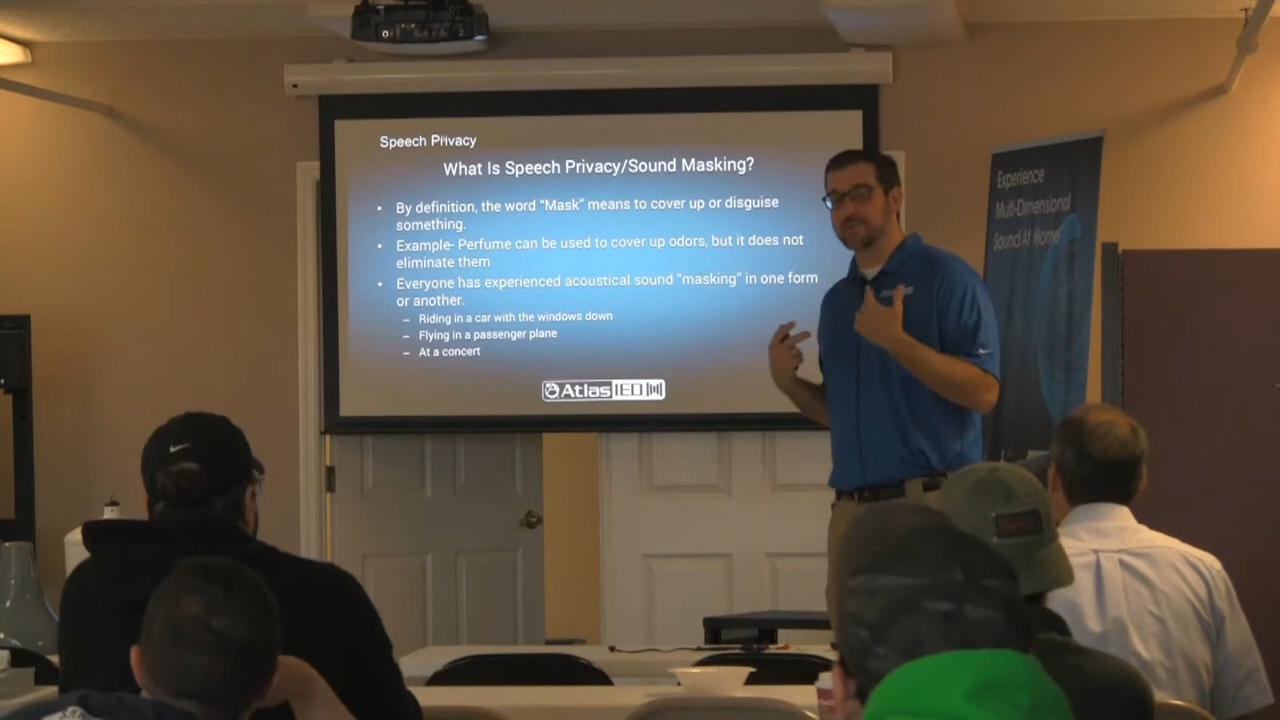 Speech Privacy
What Is Speech Privacy/Sound Masking?
• By definition, the word “Mask” means to cover up or disguise
something.
• Example- Perfume can be used to cover up odors, but it does not
eliminate them
• Everyone has experienced acoustical sound “masking” in one form
or another.
– Riding in a car with the windows down
– Flying in a passenger plane
– At a concert
AtlasIED
Experience
Multi-Dimensional
Sound At Home